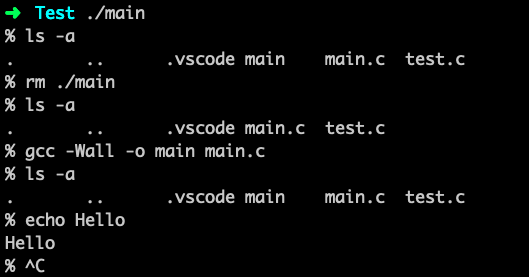 ➜ Test ./main
% ls -a
. .. .vscode main main.c test.c
% rm ./main
% ls -a
. .. .vscode main.c test.c
% gcc -Wall -o main main.c
% ls -a
. .. .vscode main main.c test.c
% echo Hello
Hello
% ^C